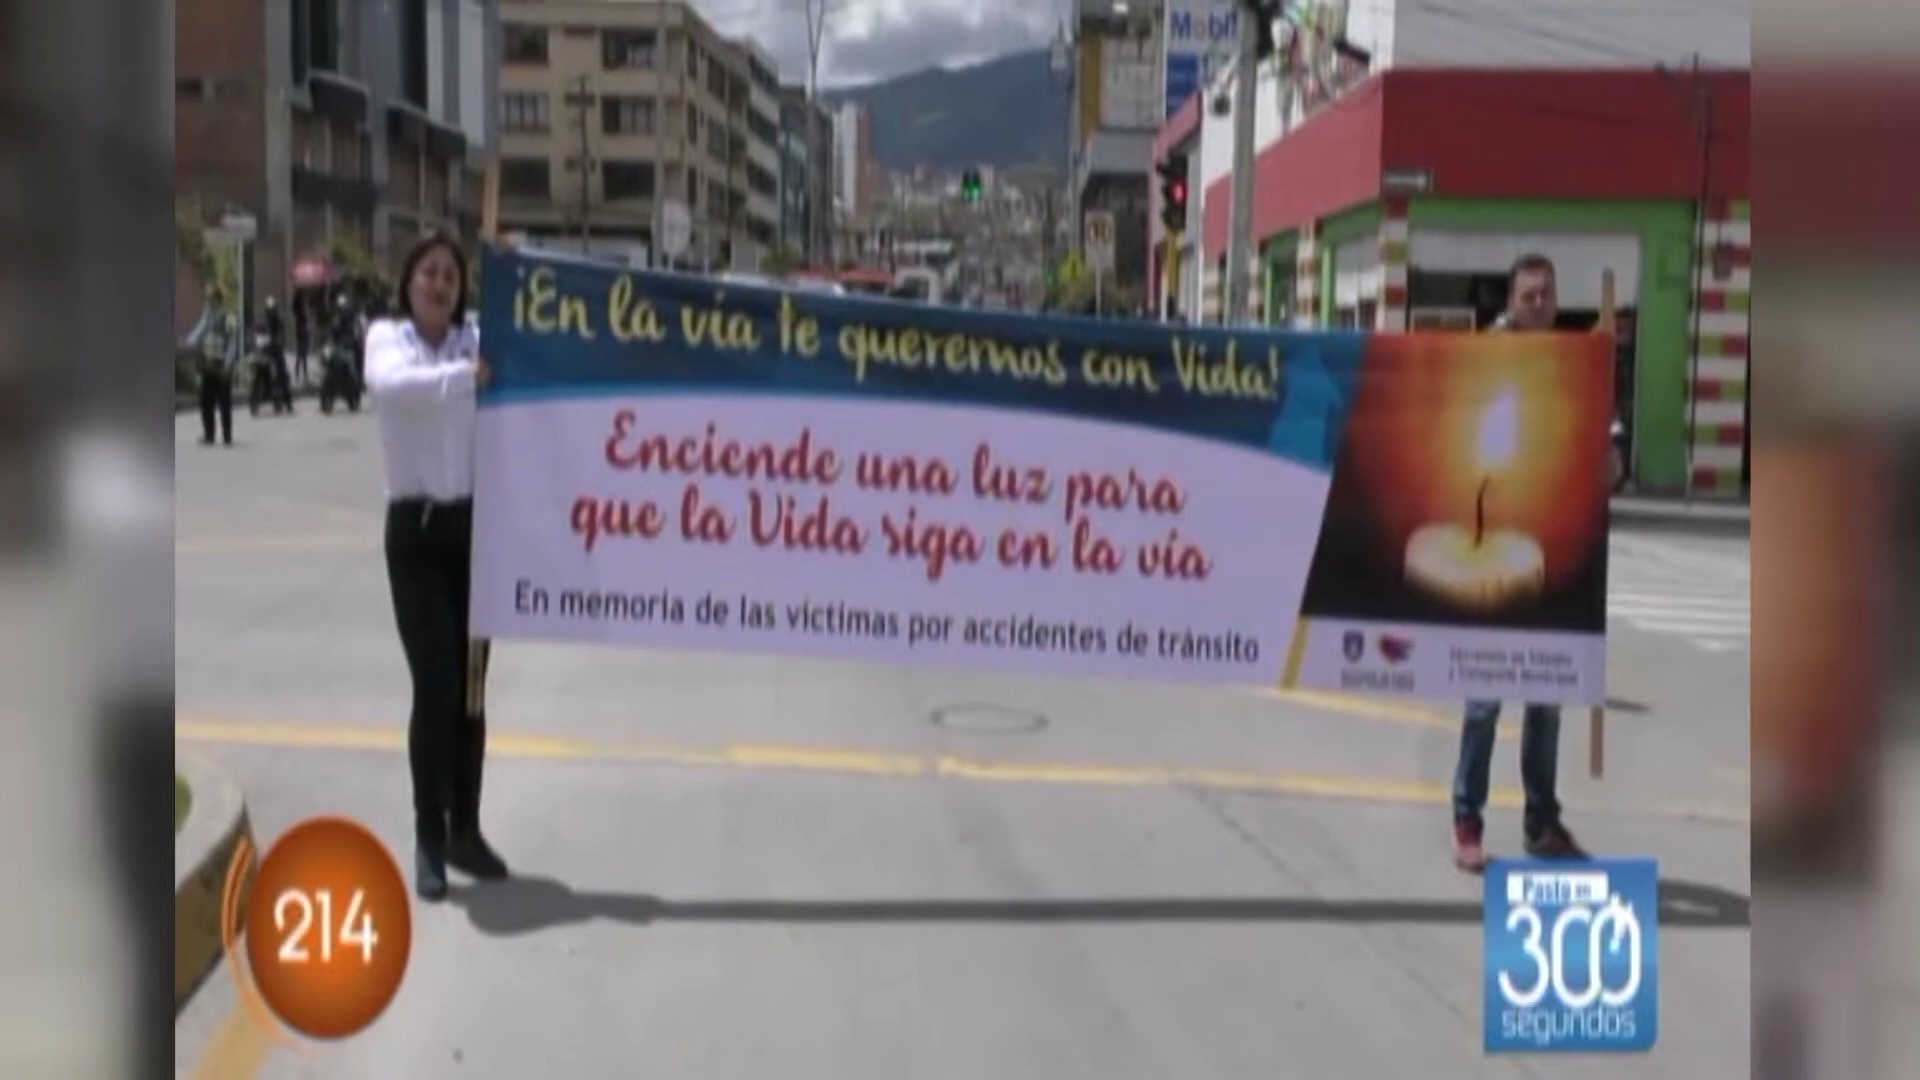 Mobil
¡En la vía te queremos con Vida!
Enciende una luz para
que la Vida siga en la vía
En memoria de las víctimas por accidentes de tránsito
214
Pasto en
300
segundos